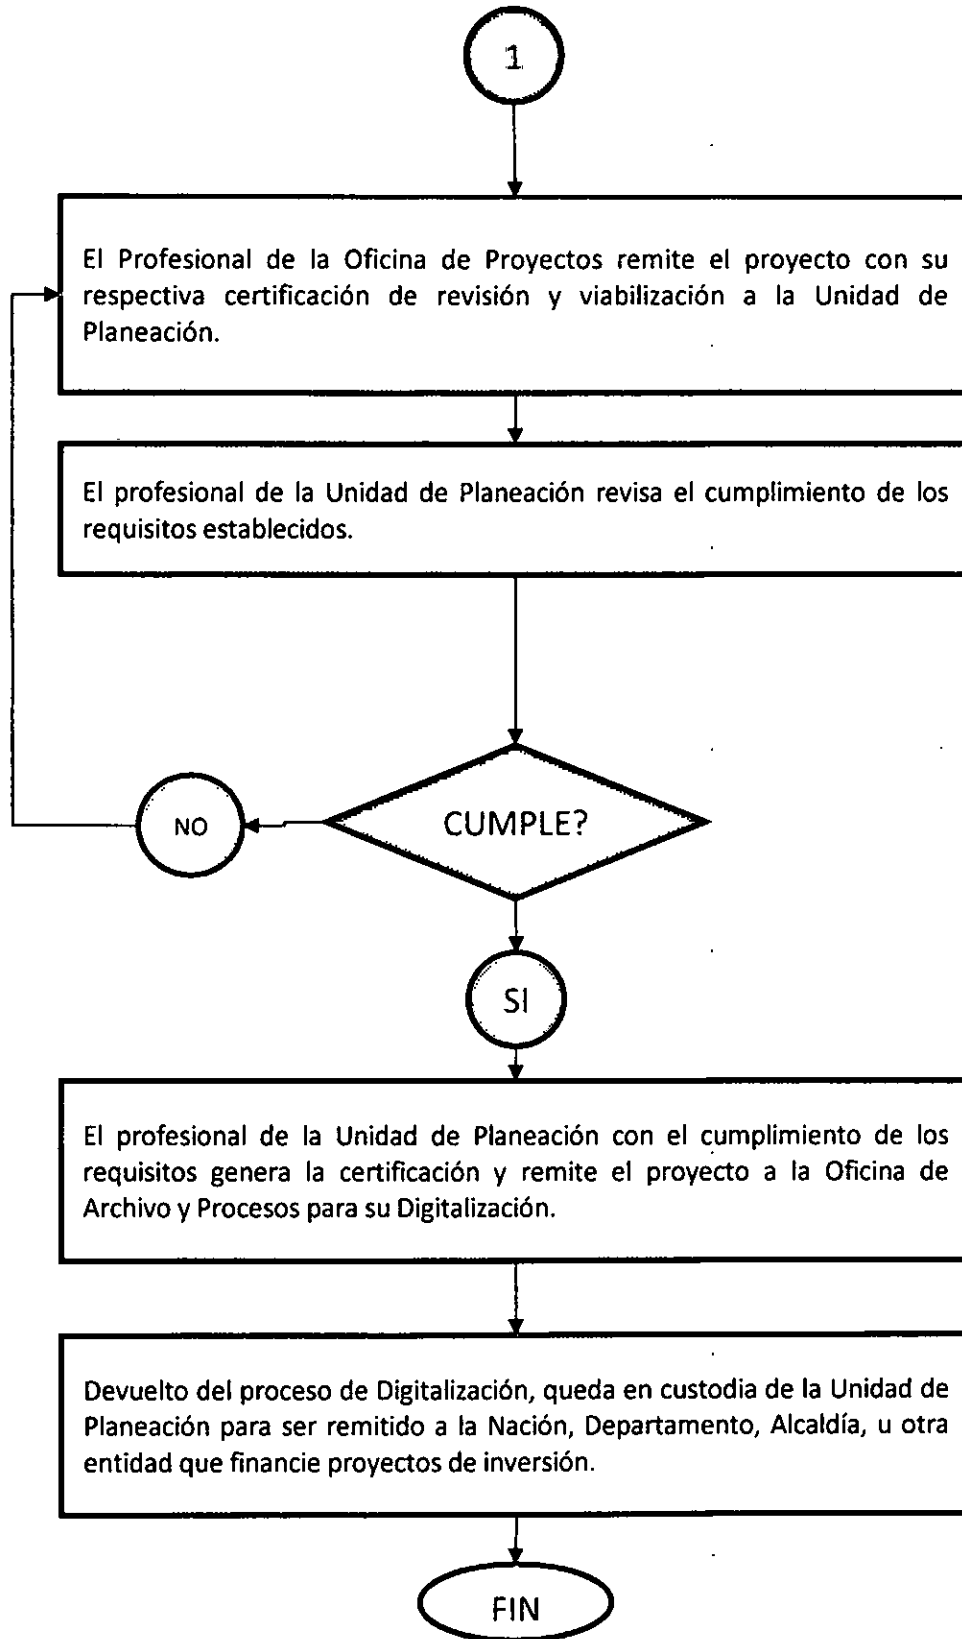 1
El Profesional de la Oficina de Proyectos remite el proyecto con su
respectiva certificación de revisión y viabilización a la Unidad de
Planeación.
El profesional de la Unidad de Planeación revisa el cumplimiento de los
requisitos establecidos.
CUMPLE?
NO
SI
El profesional de la Unidad de Planeación con el cumplimiento de los
requisitos genera la certificación y remite el proyecto a la Oficina de
Archivo y Procesos para su Digitalización.
Devuelto del proceso de Digitalización, queda en custodia de la Unidad de
Planeación para ser remitido a la Nación, Departamento, Alcaldía, u otra
entidad que financie proyectos de inversión.
FIN